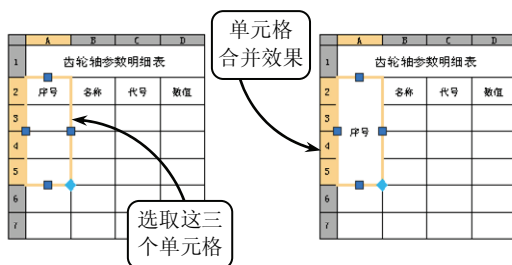 单元格
合并效果
A B C D
1 齿轮轴参数明细表
2 序号 名称 代号 数值
3
4
5
6
7
选取这三
个单元格
A B C D
1 齿轮轴参数明细表
2 名称 代号 数值
3
序号
4
5
6
7